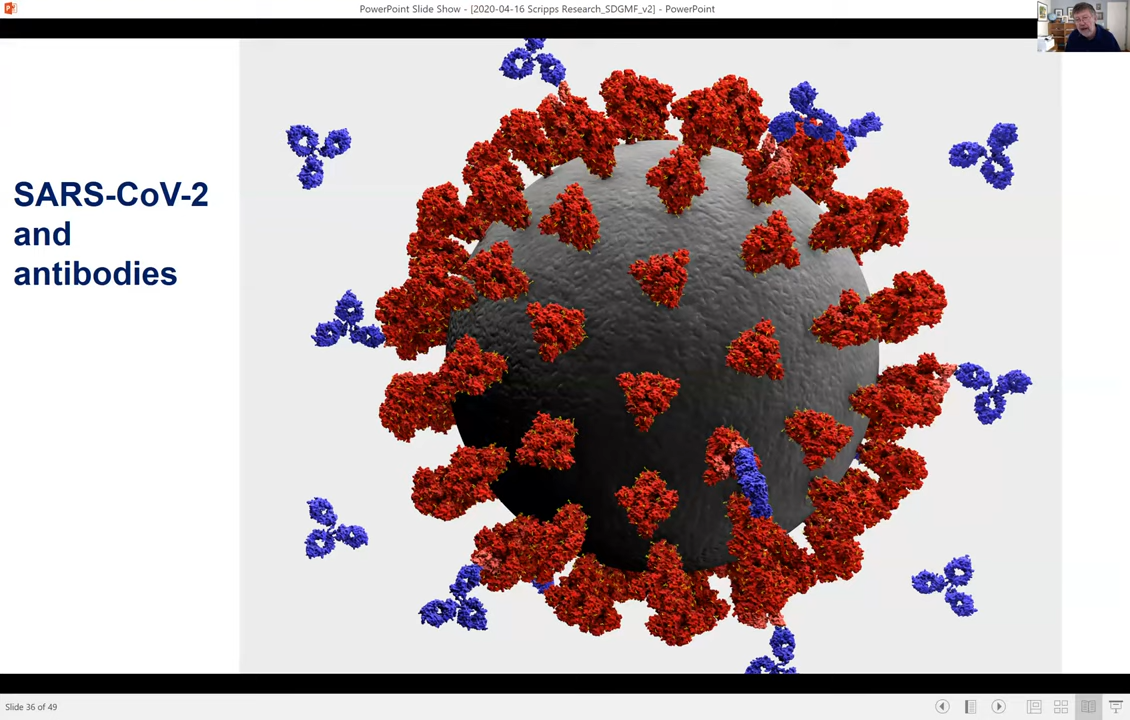 PowerPoint Slide Show - [2020-04-16 Scripps Research_SDGMF_v2] - PowerPoint
SARS-CoV-2
and
antibodies
Slide 36 of 49